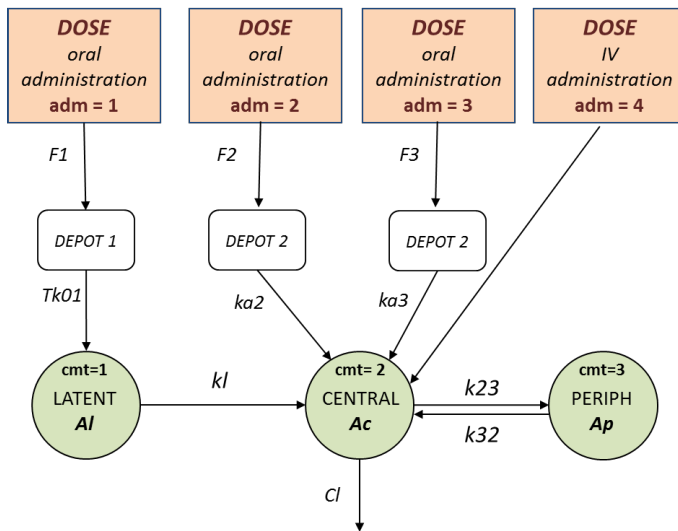 DOSE
oral
administration
adm = 1
DOSE
oral
administration
adm = 2
DOSE
oral
administration
adm = 3
DOSE
IV
administration
adm = 4
F1
F2
F3
DEPOT 1
DEPOT 2
DEPOT 2
Tk01
ka2
ka3
cmt=1
LATENT
Al
kl
cmt= 2
CENTRAL
Ac
k23
k32
cmt=3
PERIPH
Ap
Cl